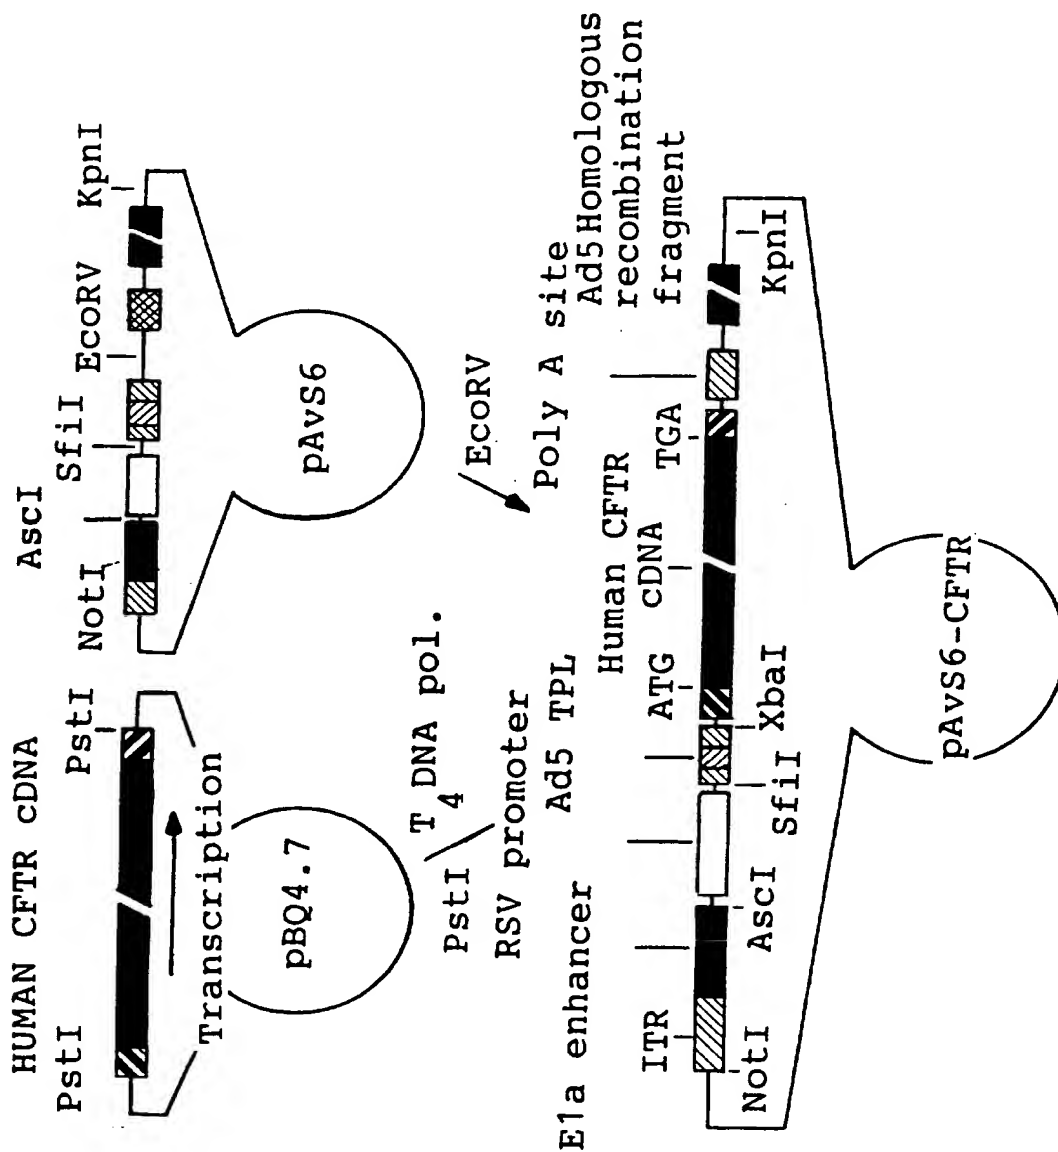 HUMAN CFTR cDNA
PstI
PstI
Transcription
pBQ4.7
NotI
AscI
SfiI
EcoRV
KpnI
pAvS6
PstI
T4 DNA pol.
EcoRV
E1a enhancer
RSV promoter
Ad5 TPL
Human CFTR
cDNA
Poly A site
Ad5 Homologous
recombination
fragment
ITR
ATG
TGA
NotI
AscI
SfiI
XbaI
KpnI
pAvS6-CFTR